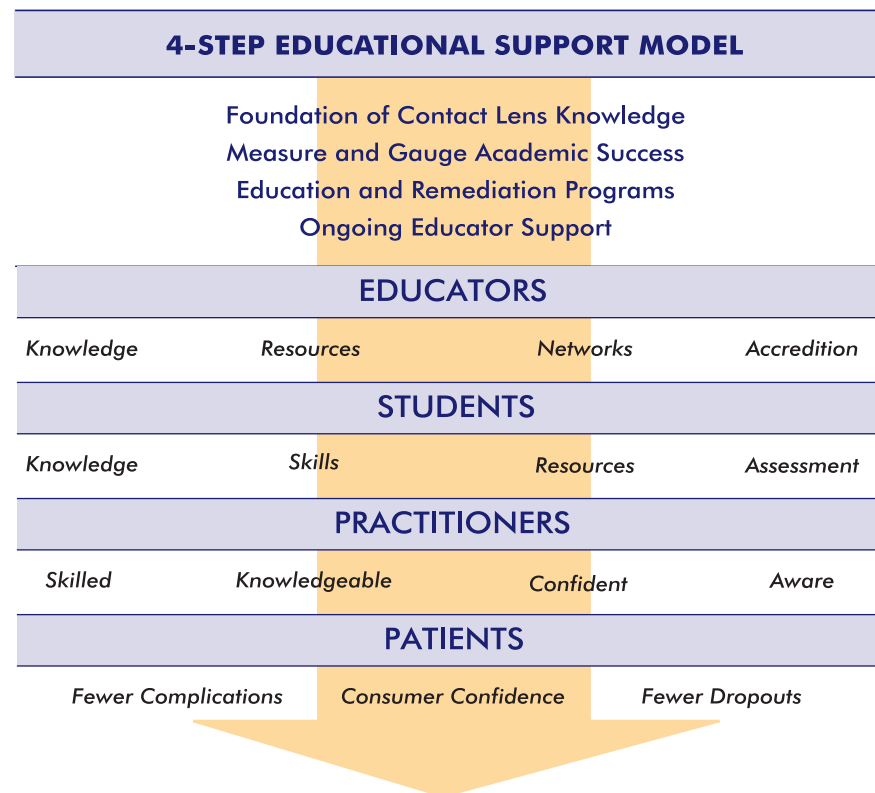 4-STEP EDUCATIONAL SUPPORT MODEL
Foundation of Contact Lens Knowledge
Measure and Gauge Academic Success
Education and Remediation Programs
Ongoing Educator Support
EDUCATORS
Knowledge Resources Networks Accredition
STUDENTS
Knowledge Skills Resources Assessment
PRACTITIONERS
Skilled Knowledgeable Confident Aware
PATIENTS
Fewer Complications Consumer Confidence Fewer Dropouts